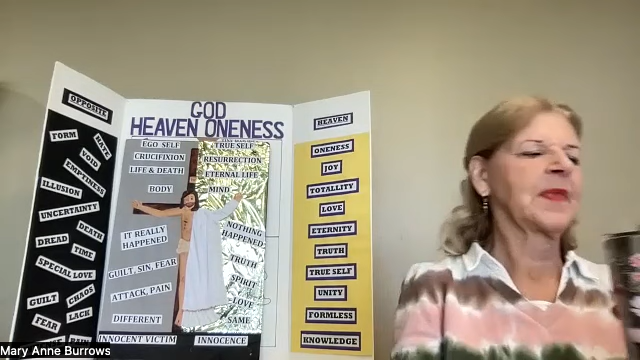 OPPOSITE
FORM
HATE
VOID
EMPTINESS
ILLUSION
UNCERTAINTY
DEATH
DREAD
TIME
SPECIAL LOVE
CHAOS
GUILT
LACK
FEAR
PAIN
GOD
HEAVEN ONENESS
EGO SELF
CRUCIFIXION
LIFE & DEATH
BODY
IT REALLY
HAPPENED
GUILT, SIN, FEAR
ATTACK, PAIN
DIFFERENT
INNOCENT VICTIM
TRUE SELF
RESURRECTION
ETERNAL LIFE
MIND
NOTHING
HAPPENED
TRUTH
SPIRIT
LOVE
SAME
INNOCENCE
HEAVEN
ONENESS
JOY
TOTALLITY
LOVE
ETERNITY
TRUTH
TRUE SELF
UNITY
FORMLESS
KNOWLEDGE
Mary Anne Burrows